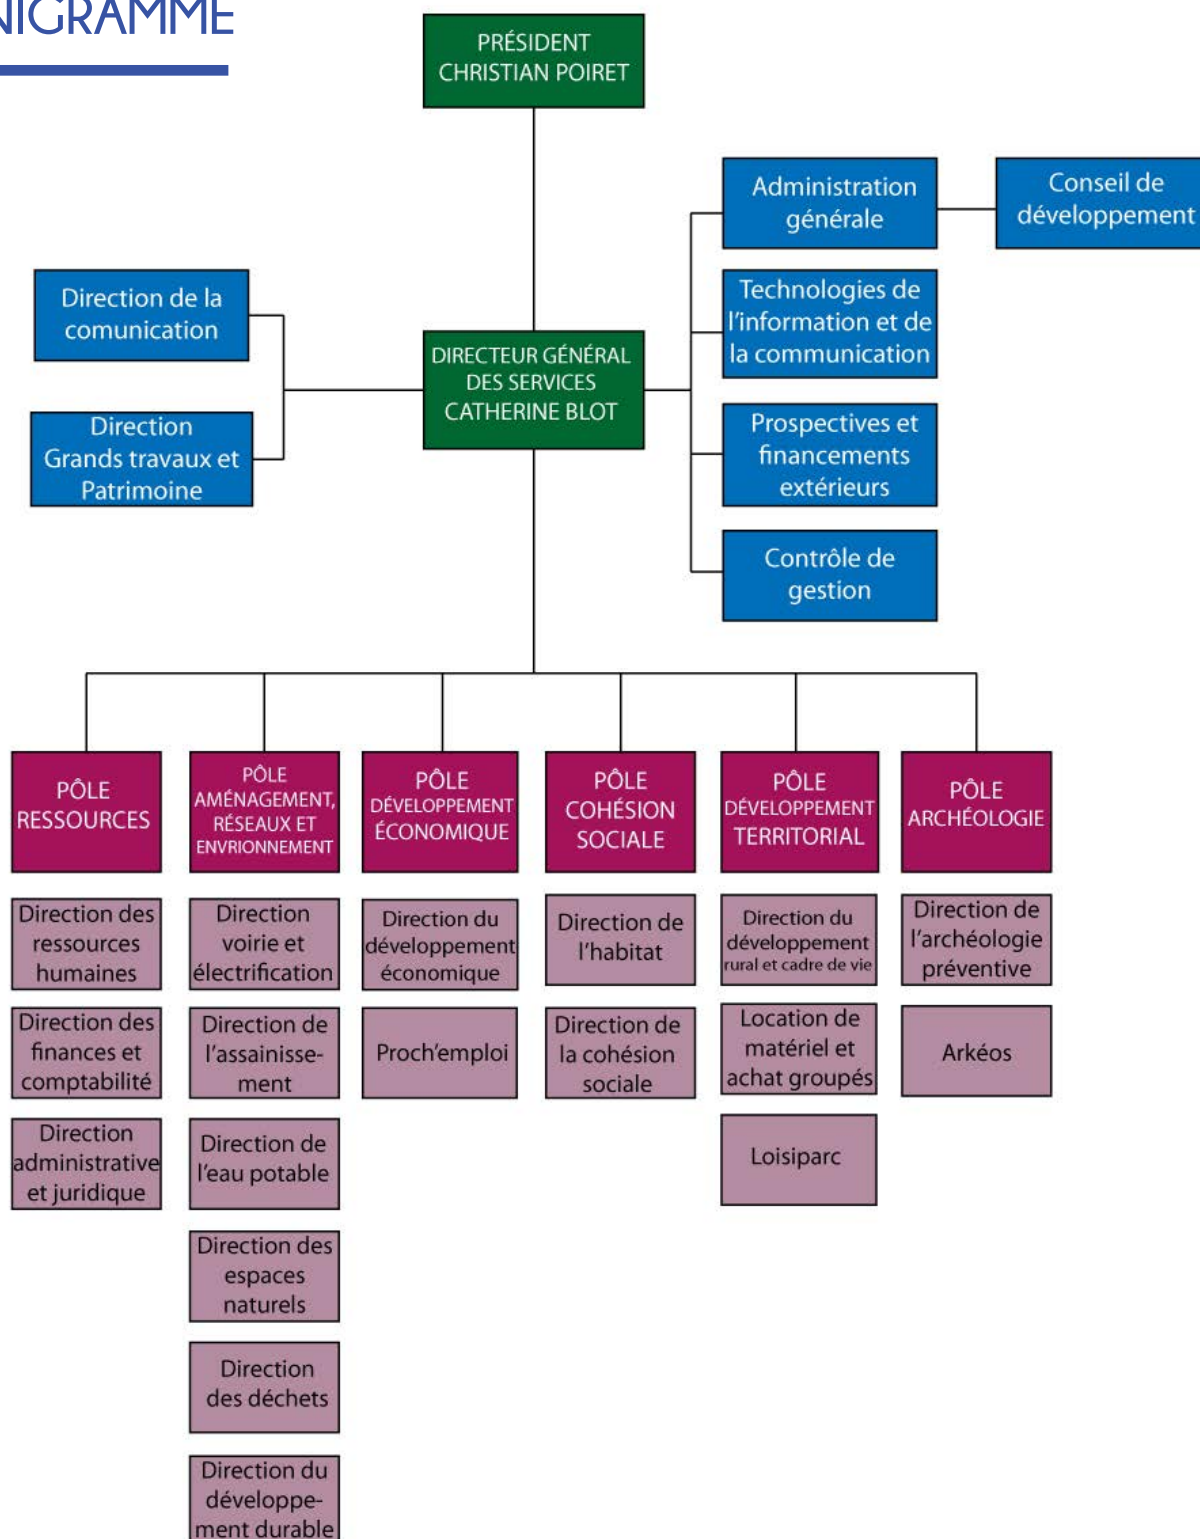 NIGRAMME
PRÉSIDENT
CHRISTIAN POIRET
Administration
générale
Conseil de
développement
Direction de la
comunication
Technologies de
l'information et de
la communication
DIRECTEUR GÉNÉRAL
DES SERVICES
CATHERINE BLOT
Direction
Grands travaux et
Patrimoine
Prospectives et
financements
extérieurs
Contrôle de
gestion
PÔLE
RESSOURCES
PÔLE
AMÉNAGEMENT,
RÉSEAUX ET
ENVRIONNEMENT
PÔLE
DÉVELOPPEMENT
ÉCONOMIQUE
PÔLE
COHÉSION
SOCIALE
PÔLE
DÉVELOPPEMENT
TERRITORIAL
PÔLE
ARCHÉOLOGIE
Direction des
ressources
humaines
Direction
voirie et
électrification
Direction du
développement
économique
Direction de
l'habitat
Direction du
développement
rural et cadre de vie
Direction de
l'archéologie
préventive
Direction des
finances et
comptabilité
Direction de
l'assainisse-
ment
Proch'emploi
Direction de
la cohésion
sociale
Location de
matériel et
achat groupés
Arkéos
Direction
administrative
et juridique
Direction de
l'eau potable
Loisiparc
Direction des
espaces
naturels
Direction
des déchets
Direction du
développe-
ment durable